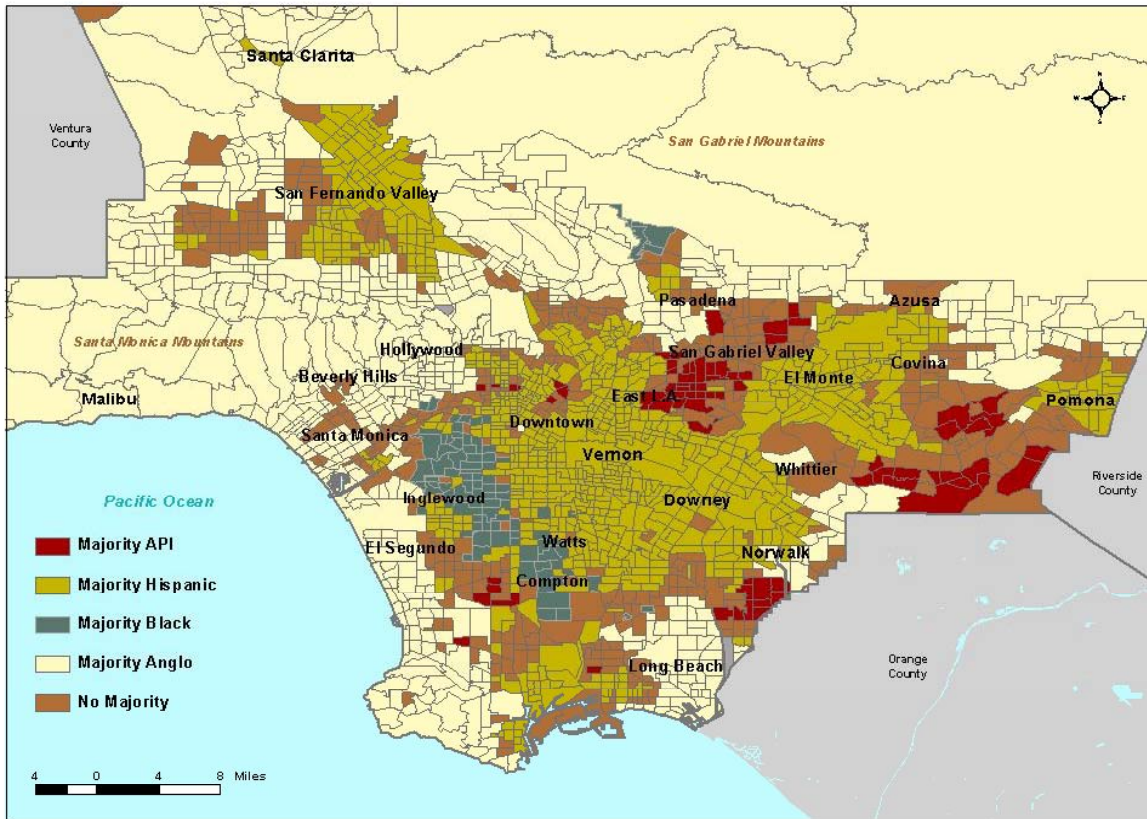 Santa Clarita
N
W E
S
Ventura
County
San Gabriel Mountains
San Fernando Valley
Pasadena
Azusa
Santa Monica Mountains
Hollywood
San Gabriel Valley
Covina
Beverly Hills
El Monte
Malibu
East L.A.
Pomona
Downtown
Santa Monica
Vernon
Whittier
Riverside
County
Pacific Ocean
Inglewood
Downey
El Segundo
Watts
Norwalk
Compton
Long Beach
Orange
County
Majority API
Majority Hispanic
Majority Black
Majority Anglo
No Majority
4 0 4 8 Miles